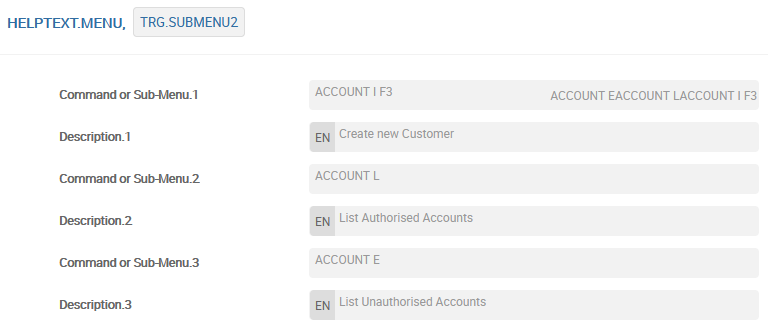 HELPTEXT.MENU, TRG.SUBMENU2
Command or Sub-Menu.1 ACCOUNT I F3 ACCOUNT EACCOUNT LACCOUNT I F3
Description.1 EN Create new Customer
Command or Sub-Menu.2 ACCOUNT L
Description.2 EN List Authorised Accounts
Command or Sub-Menu.3 ACCOUNT E
Description.3 EN List Unauthorised Accounts